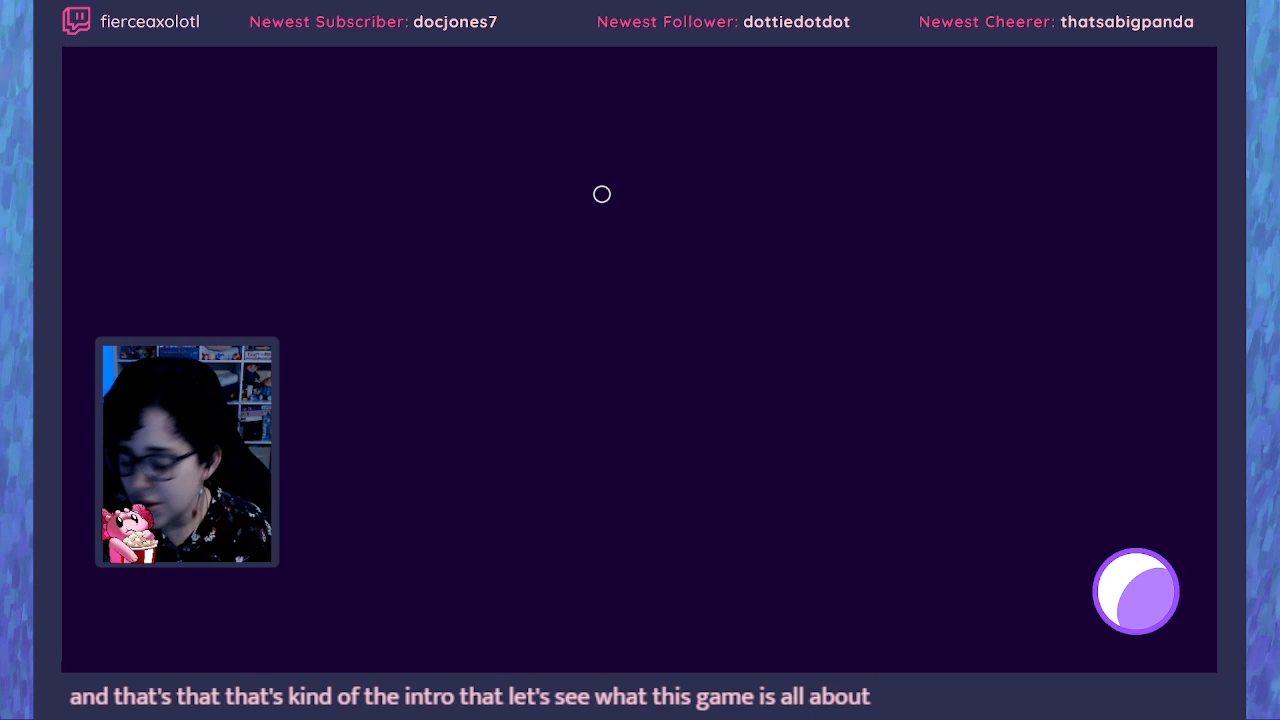 fierceaxolotl
Newest Subscriber: docjones7
Newest Follower: dottiedotdot
Newest Cheerer: thatsabigpanda
and that's that that's kind of the intro that let's see what this game is all about